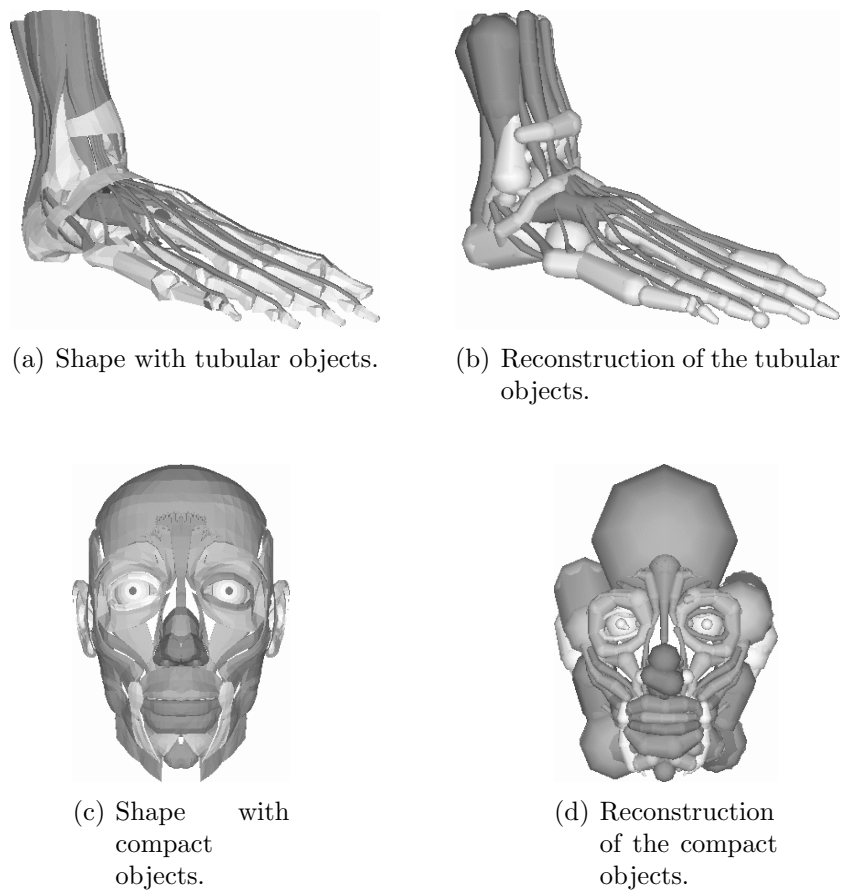 (a) Shape with tubular objects.
(b) Reconstruction of the tubular
objects.
(c) Shape with
compact
objects.
(d) Reconstruction
of the compact
objects.